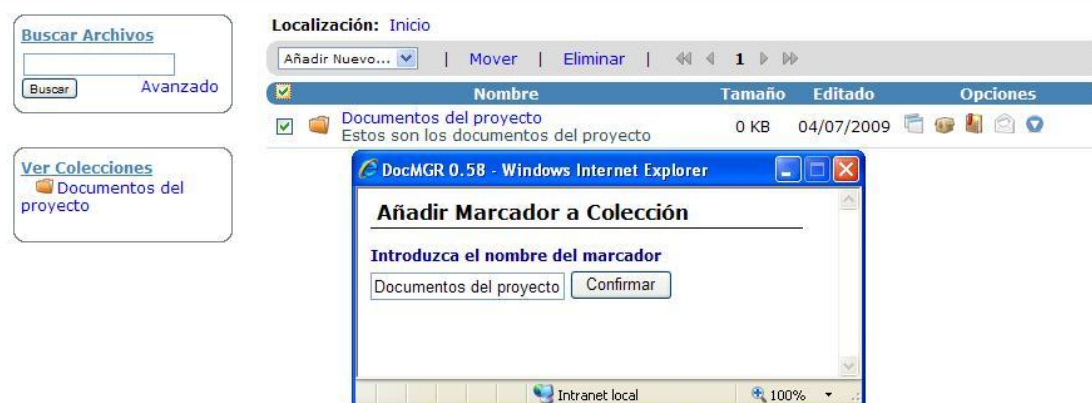 Buscar Archivos
Buscar
Avanzado
Ver Colecciones
Documentos del
proyecto
Localización: Inicio
Añadir Nuevo... | Mover | Eliminar | 1
Nombre Tamaño Editado Opciones
Documentos del proyecto
Estos son los documentos del proyecto 0 KB 04/07/2009
DocMGR 0.58 - Windows Internet Explorer
Añadir Marcador a Colección
Introduzca el nombre del marcador
Documentos del proyecto Confirmar
Intranet local 100%